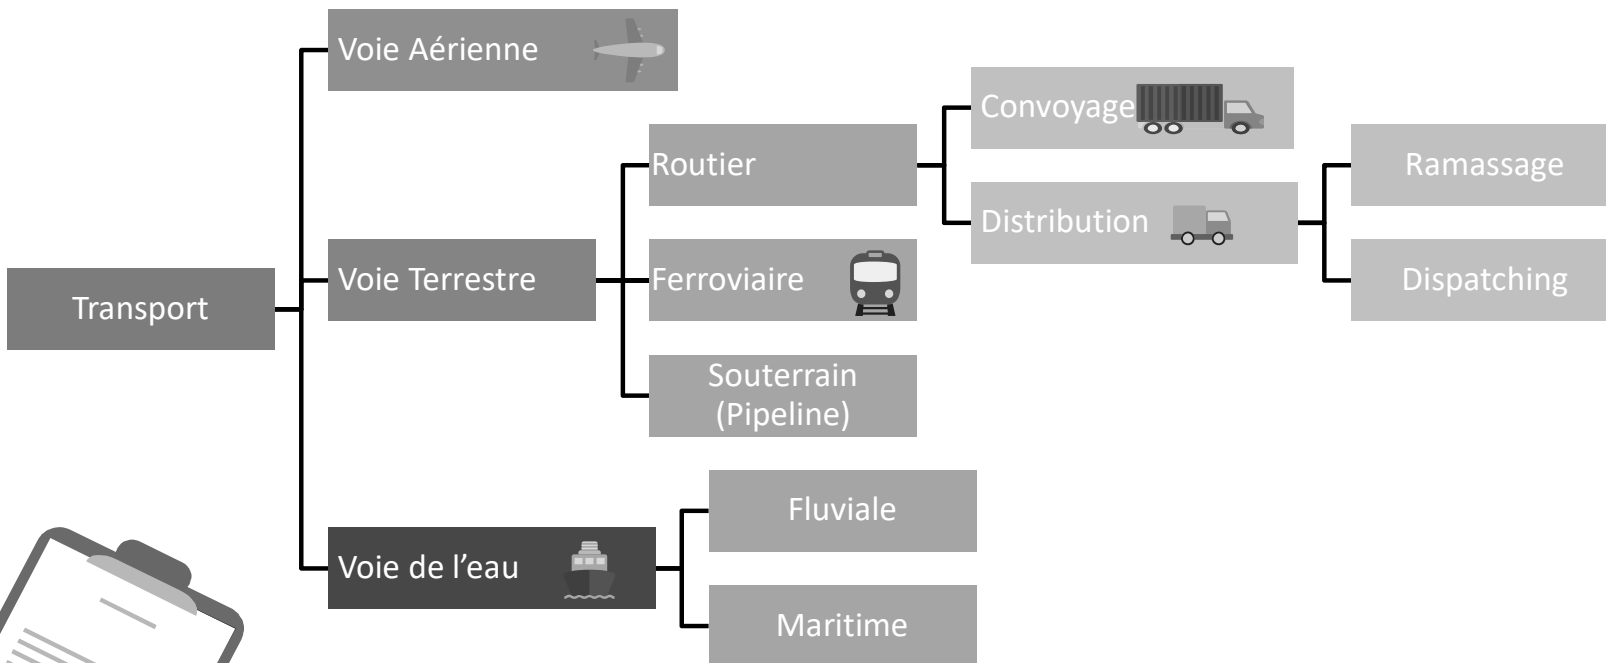 Voie Aérienne
Convoyage
Routier
Ramassage
Distribution
Voie Terrestre
Ferroviaire
Dispatching
Transport
Souterrain
(Pipeline)
Fluviale
Voie de l’eau
Maritime